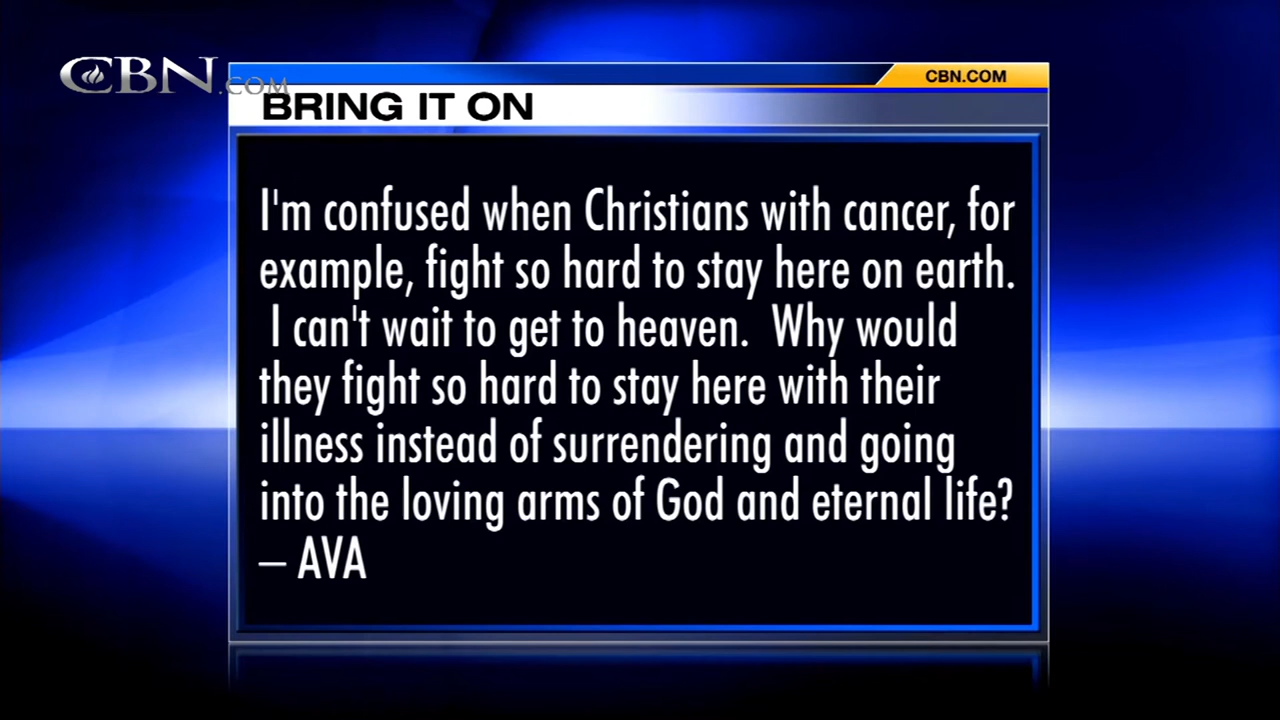 CBN.COM
CBN.COM
BRING IT ON
I'm confused when Christians with cancer, for
example, fight so hard to stay here on earth.
I can't wait to get to heaven.  Why would
they fight so hard to stay here with their
illness instead of surrendering and going
into the loving arms of God and eternal life?
– AVA